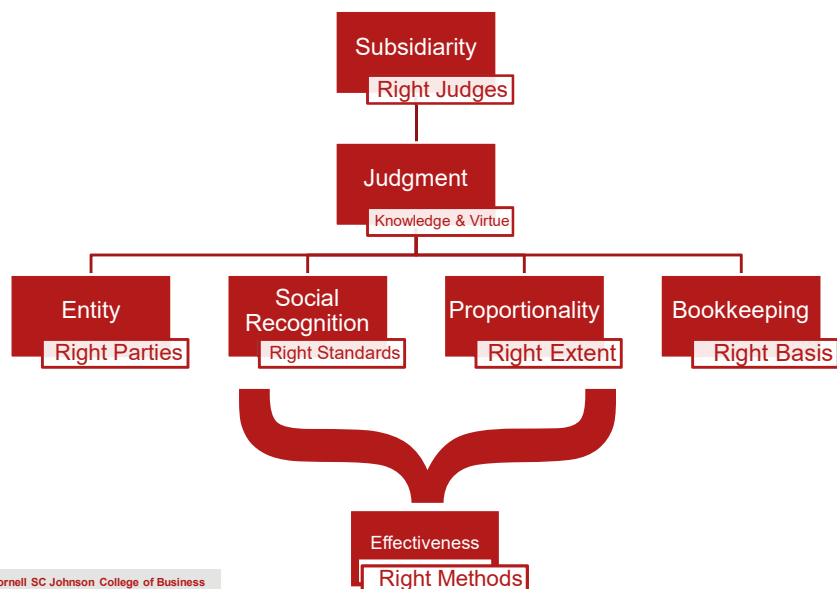 Subsidiarity
Right Judges
Judgment
Knowledge & Virtue
Entity
Right Parties
Social
Recognition
Right Standards
Proportionality
Right Extent
Bookkeeping
Right Basis
Effectiveness
Right Methods
ornell SC Johnson College of Business